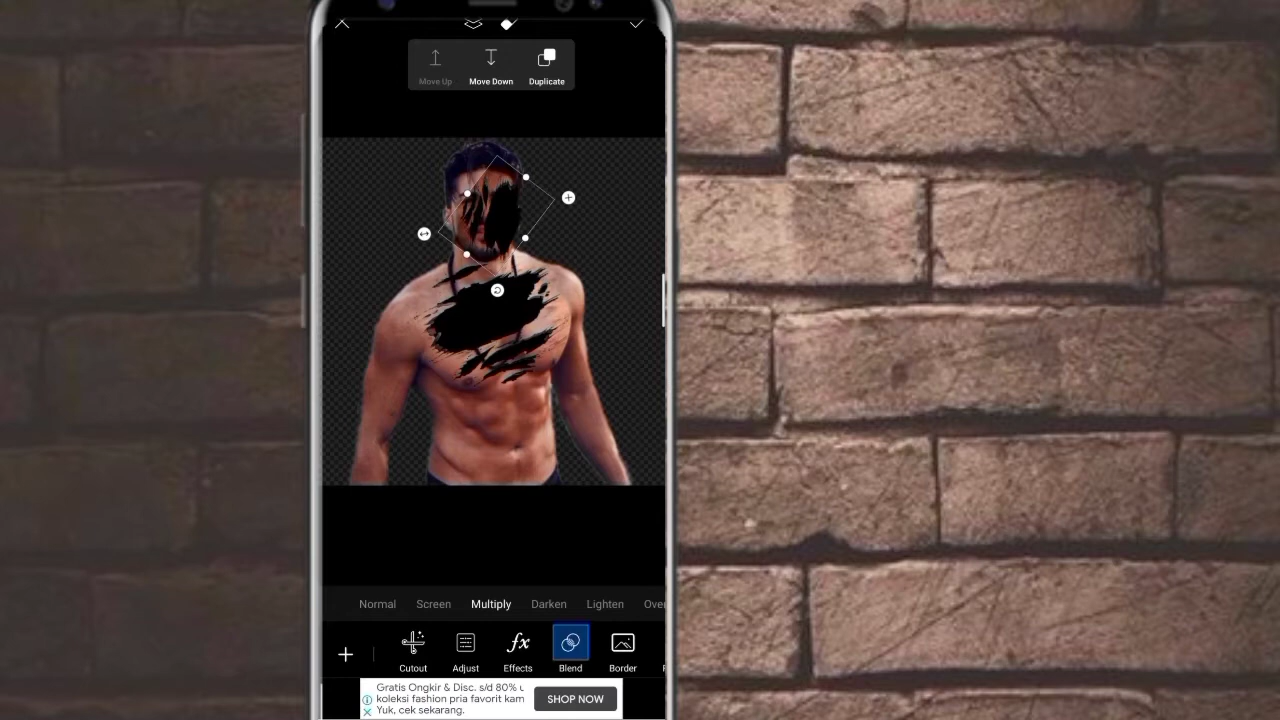 Move Up
Move Down
Duplicate
Normal
Screen
Multiply
Darken
Lighten
Cutout
Adjust
Effects
Blend
Border
Gratis Ongkir & Disc. s/d 80%
koleksi fashion pria favorit
Yuk, cek sekarang.
SHOP NOW